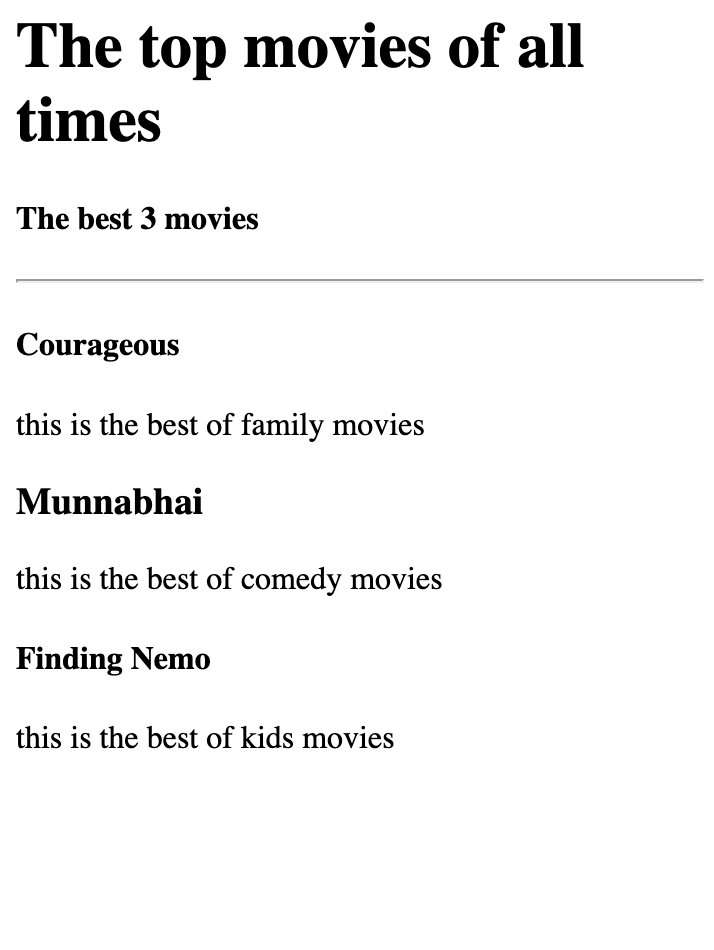 The top movies of all
times
The best 3 movies
Courageous
this is the best of family movies
Munnabhai
this is the best of comedy movies
Finding Nemo
this is the best of kids movies